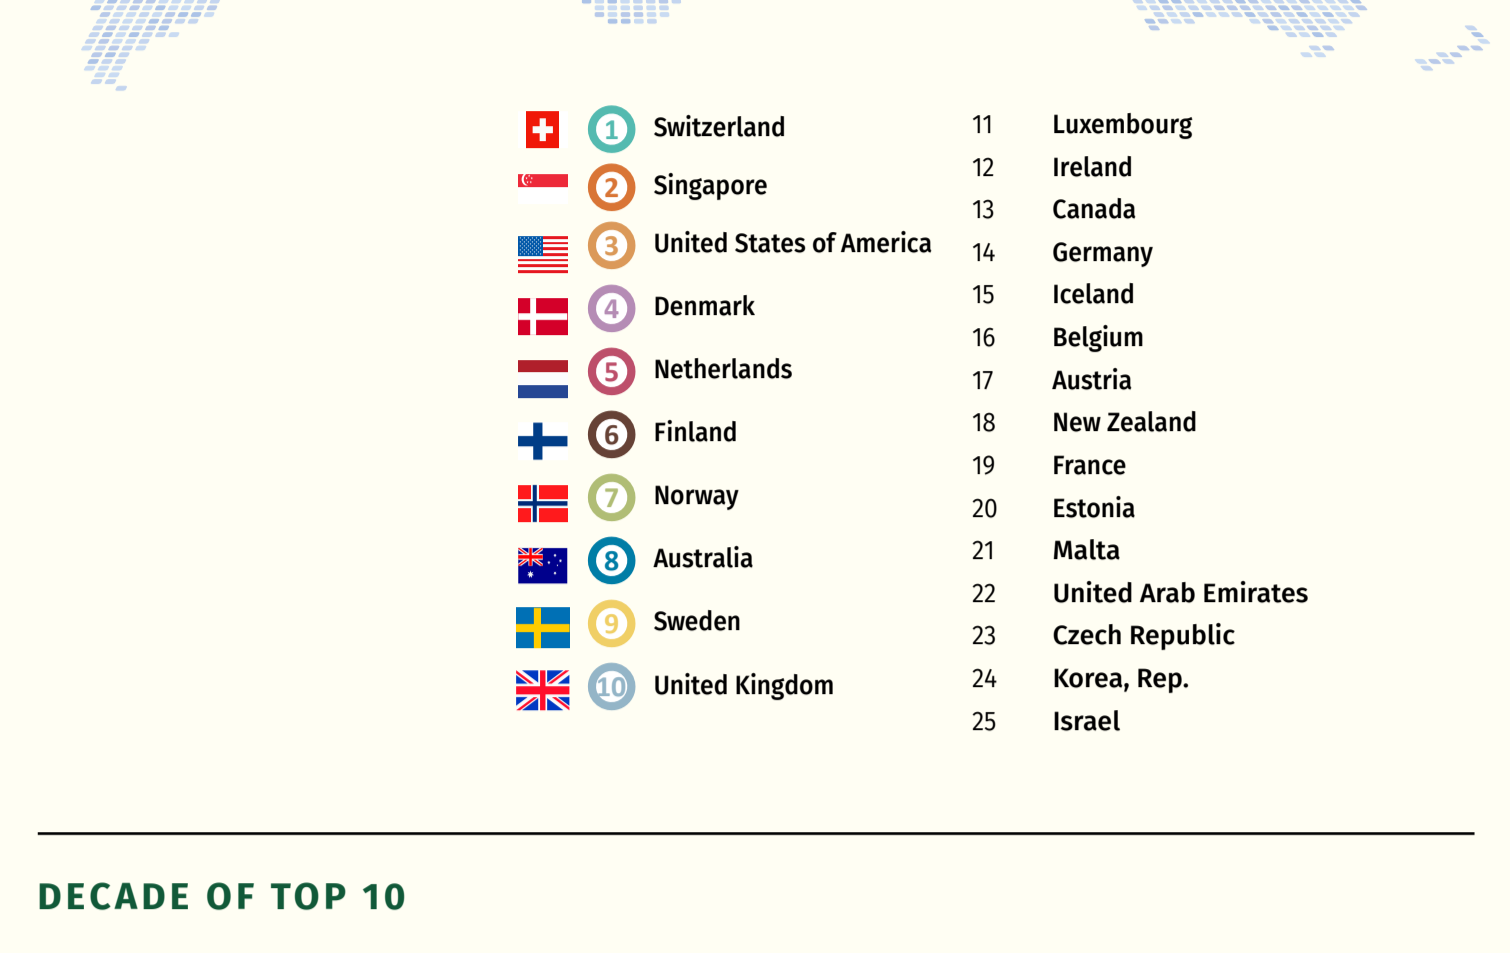 1 Switzerland
2 Singapore
3 United States of America
4 Denmark
5 Netherlands
6 Finland
7 Norway
8 Australia
9 Sweden
10 United Kingdom
11 Luxembourg
12 Ireland
13 Canada
14 Germany
15 Iceland
16 Belgium
17 Austria
18 New Zealand
19 France
20 Estonia
21 Malta
22 United Arab Emirates
23 Czech Republic
24 Korea, Rep.
25 Israel
DECADE OF TOP 10